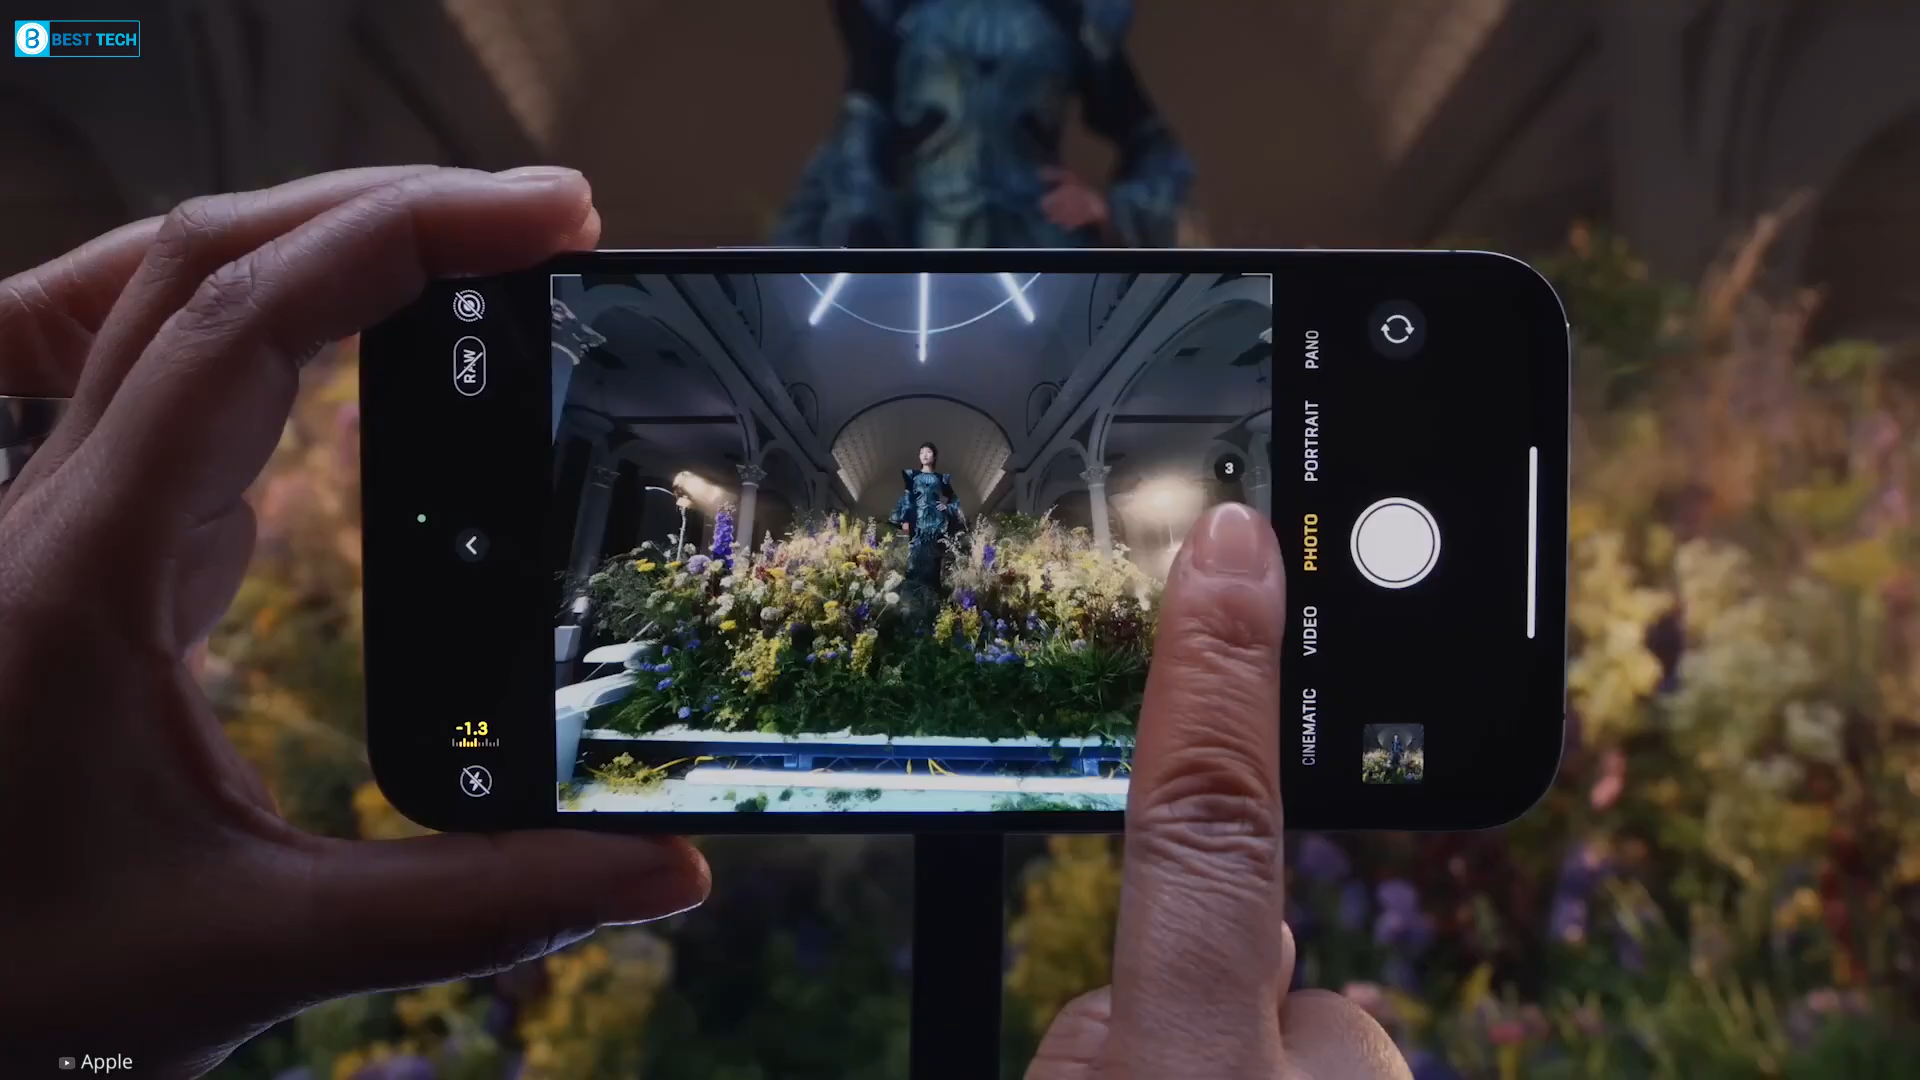 BEST TECH
RAW
-1.3
3
PANO
PORTRAIT
PHOTO
VIDEO
CINEMATIC
Apple